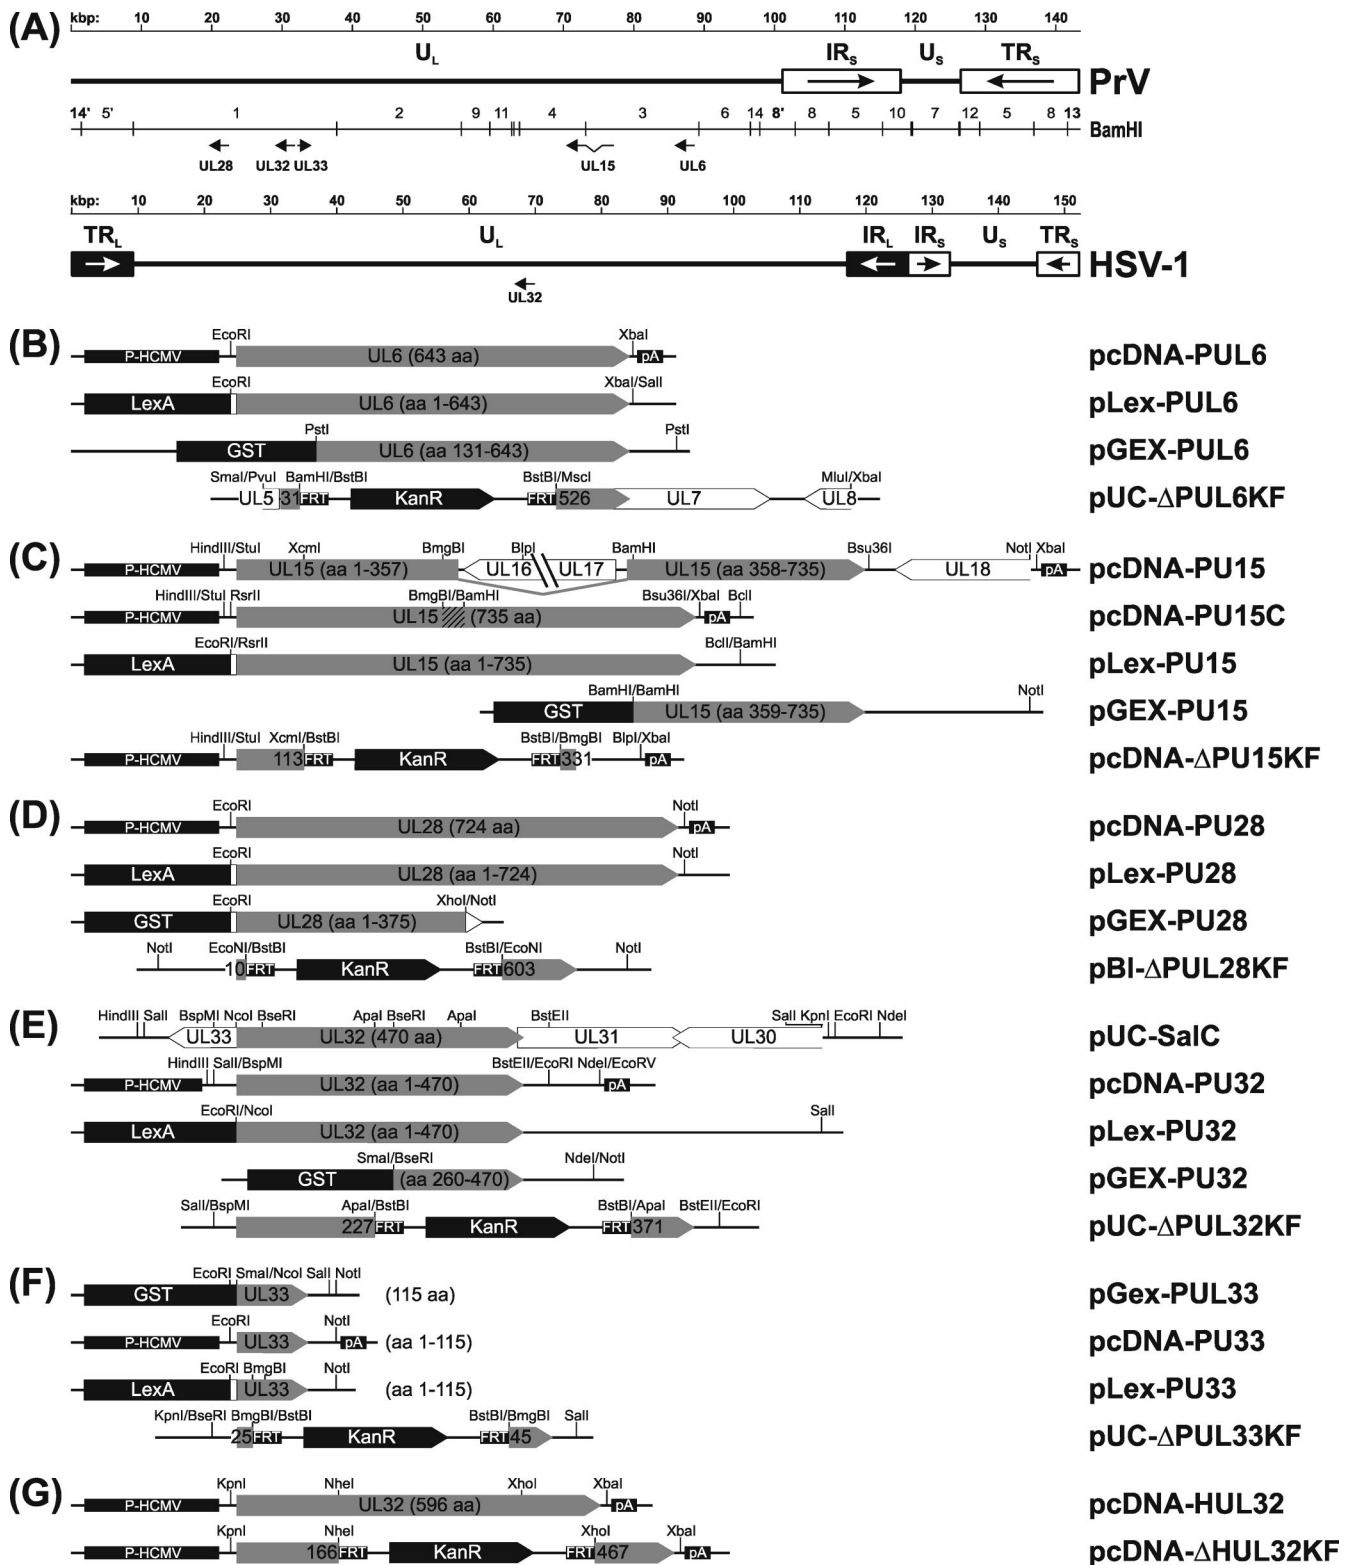 (A)
kbp: 10 20 30 40 50 60 70 80 90 100 110 120 130 140
UL IRS US TRS
PrV
14' 5' 1 2 9 11 4 3 6 14 8' 8 5 10 7 12 5 8 13 BamHI
UL28 UL32 UL33 UL15 UL6
kbp: 10 20 30 40 50 60 70 80 90 100 110 120 130 140 150
TRL UL IRL IRS US TRS
HSV-1
UL32
(B)
EcoRI XbaI
P-HCMV UL6 (643 aa) pA pcDNA-PUL6
EcoRI XbaI/SalI
LexA UL6 (aa 1-643) pLex-PUL6
PstI PstI
GST UL6 (aa 131-643) pGEX-PUL6
SmaI/PvuI BamHI/BstBI BstBI/MscI MluI/XbaI
UL5 31 FRT KanR FRT 526 UL7 UL8 pUC-ΔPUL6KF
(C)
HindIII/StuI XcmI BmgBI BlpI BamHI Bsu36I NotI XbaI
P-HCMV UL15 (aa 1-357) UL16 UL17 UL15 (aa 358-735) UL18 pA pcDNA-PU15
HindIII/StuI RsrII BmgBI/BamHI Bsu36I/XbaI BclI
P-HCMV UL15 (735 aa) pA pcDNA-PU15C
EcoRI/RsrII BclI/BamHI
LexA UL15 (aa 1-735) pLex-PU15
BamHI/BamHI NotI
GST UL15 (aa 359-735) pGEX-PU15
HindIII/StuI XcmI/BstBI BstBI/BmgBI BlpI/XbaI
P-HCMV 113 FRT KanR FRT 331 pA pcDNA-ΔPU15KF
(D)
EcoRI NotI
P-HCMV UL28 (724 aa) pA pcDNA-PU28
EcoRI NotI
LexA UL28 (aa 1-724) pLex-PU28
EcoRI XhoI/NotI
GST UL28 (aa 1-375) pGEX-PU28
NotI EcoNI/BstBI BstBI/EcoNI NotI
10 FRT KanR FRT 603 pBl-ΔPUL28KF
(E)
HindIII SalI BspMI NcoI BseRI ApaI BseRI ApaI BstEII SalI KpnI EcoRI NdeI
UL33 UL32 (470 aa) UL31 UL30 pUC-SalC
HindIII SalI/BspMI BstEII/EcoRI NdeI/EcoRV
P-HCMV UL32 (aa 1-470) pA pcDNA-PU32
EcoRI/NcoI SalI
LexA UL32 (aa 1-470) pLex-PU32
SmaI/BseRI NdeI/NotI
GST (aa 260-470) pGEX-PU32
SalI/BspMI ApaI/BstBI BstBI/ApaI BstEII/EcoRI
227 FRT KanR FRT 371 pUC-ΔPUL32KF
(F)
EcoRI SmaI/NcoI SalI NotI
GST UL33 (115 aa) pGex-PUL33
EcoRI NotI
P-HCMV UL33 pA (aa 1-115) pcDNA-PU33
EcoRI BmgBI NotI
LexA UL33 (aa 1-115) pLex-PU33
KpnI/BseRI BmgBI/BstBI BstBI/BmgBI SalI
25 FRT KanR FRT 45 pUC-ΔPUL33KF
(G)
KpnI NheI XhoI XbaI
P-HCMV UL32 (596 aa) pA pcDNA-HUL32
KpnI NheI XhoI XbaI
P-HCMV 166 FRT KanR FRT 467 pA pcDNA-ΔHUL32KF